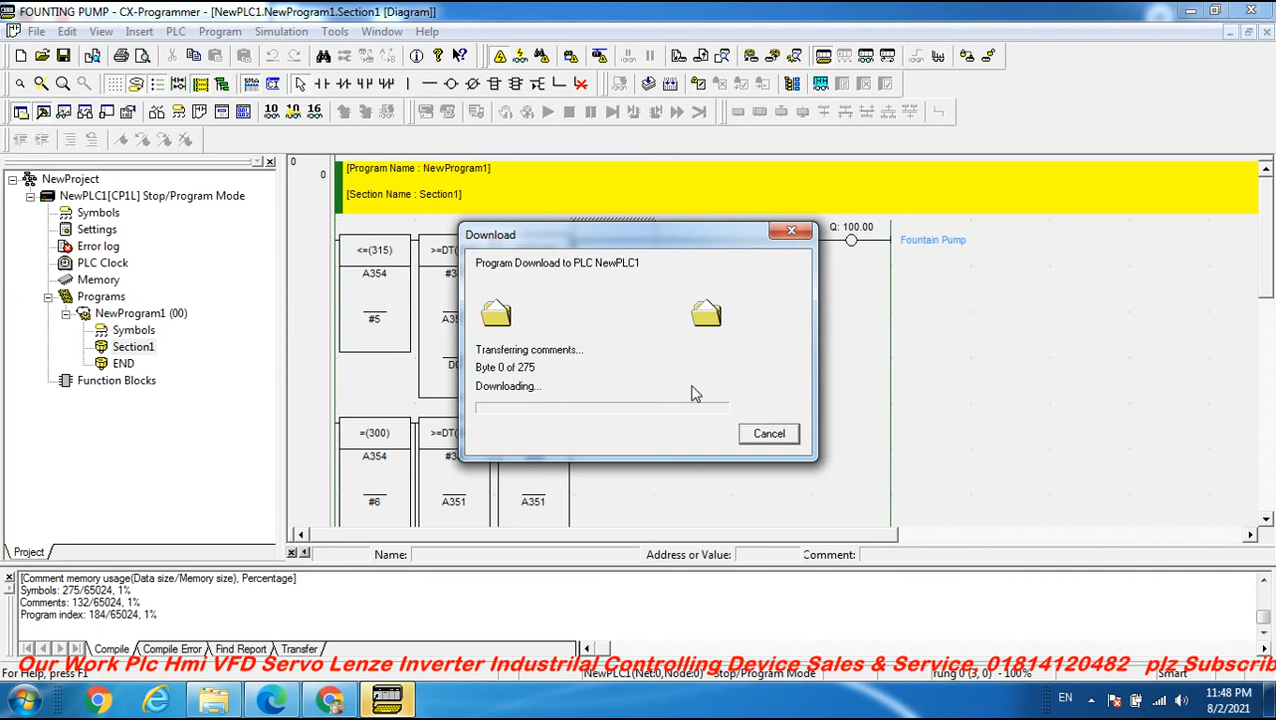 FOUNTING PUMP - CX-Programmer - [NewPLC1.NewProgram1.Section1 [Diagram]]
File Edit View Insert PLC Program Simulation Tools Window Help
10 10 16
NewProject
NewPLC1[CP1L] Stop/Program Mode
Symbols
Settings
Error log
PLC Clock
Memory
Programs
NewProgram1 (00)
Symbols
Section1
END
Function Blocks
Project
0
0
[Program Name : NewProgram1]
[Section Name : Section1]
Q: 100.00
Fountain Pump
<=(315)
A354
#5
>=DT(
A35
=(300)
A354
#6
>=DT(
A351
A351
Download
Program Download to PLC NewPLC1
Transferring comments...
Byte 0 of 275
Downloading...
Cancel
Name: Address or Value: Comment:
[Comment memory usage(Data size/Memory size), Percentage]
Symbols: 275/65024, 1%
Comments: 132/65024, 1%
Program index: 184/65024, 1%
Compile Compile Error Find Report Transfer
Our Work Plc Hmi VFD Servo Lenze Inverter Industrilal Controlling Device Sales & Service, 01814120482 plz Subscrib
For Help, press F1
NewPLC1(Net:0,Node:0) - Stop/Program Mode
rung 0 (3, 0) - 100%
Smart
EN
11:48 PM
8/2/2021